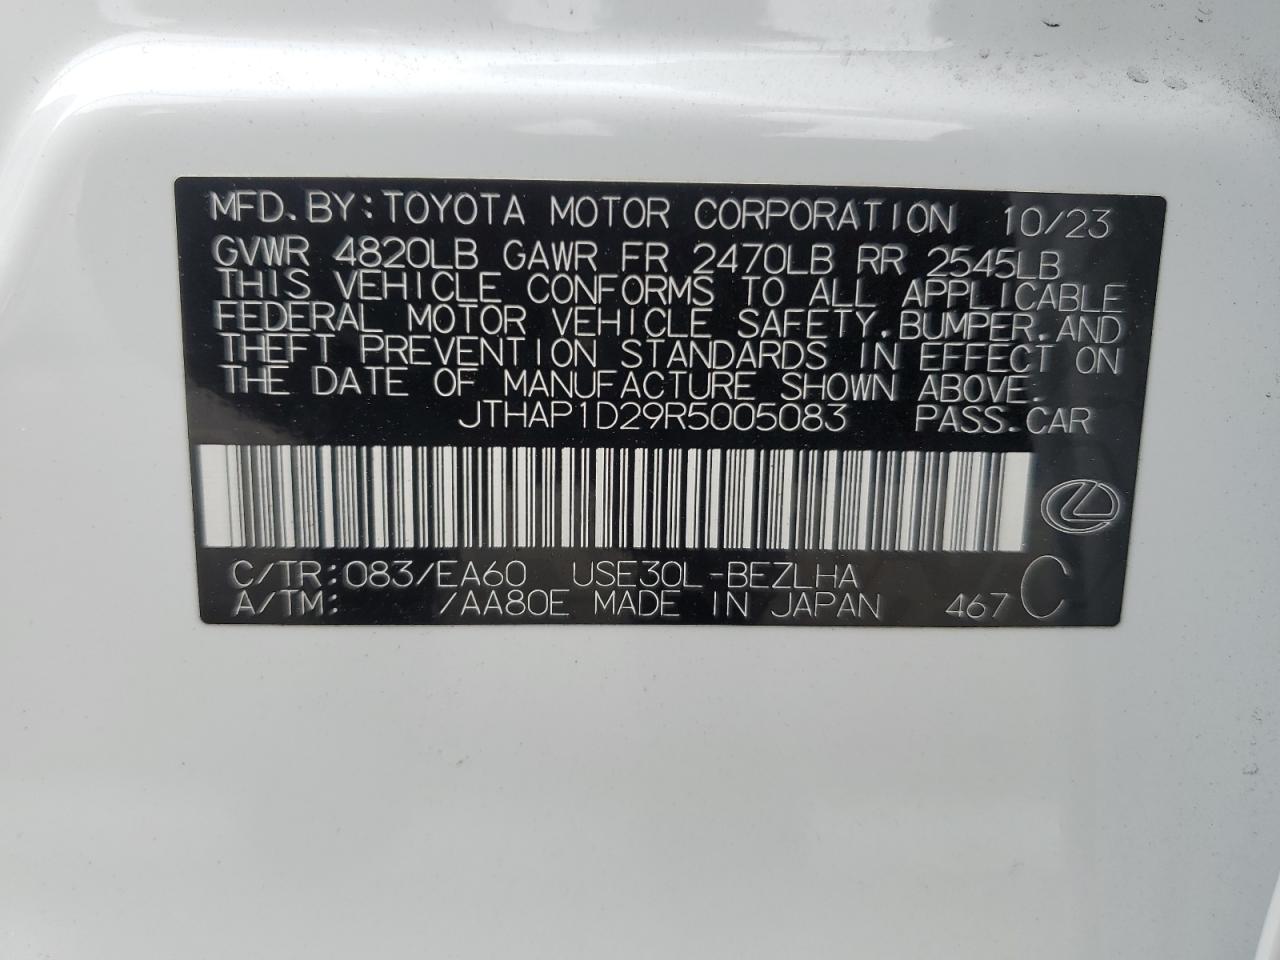 MFD.BY:TOYOTA MOTOR CORPORATION 10/23
GVWR 4820LB GAWR FR 2470LB RR 2545LB
THIS VEHICLE CONFORMS TO ALL APPLICABLE
FEDERAL MOTOR VEHICLE SAFETY,BUMPER,AND
THEFT PREVENTION STANDARDS IN EFFECT ON
THE DATE OF MANUFACTURE SHOWN ABOVE.
JTHAP1D29R5005083 PASS.CAR
C/TR:083/EA60 USE30L-BEZLHA
A/TM: /AA80E MADE IN JAPAN 467 C